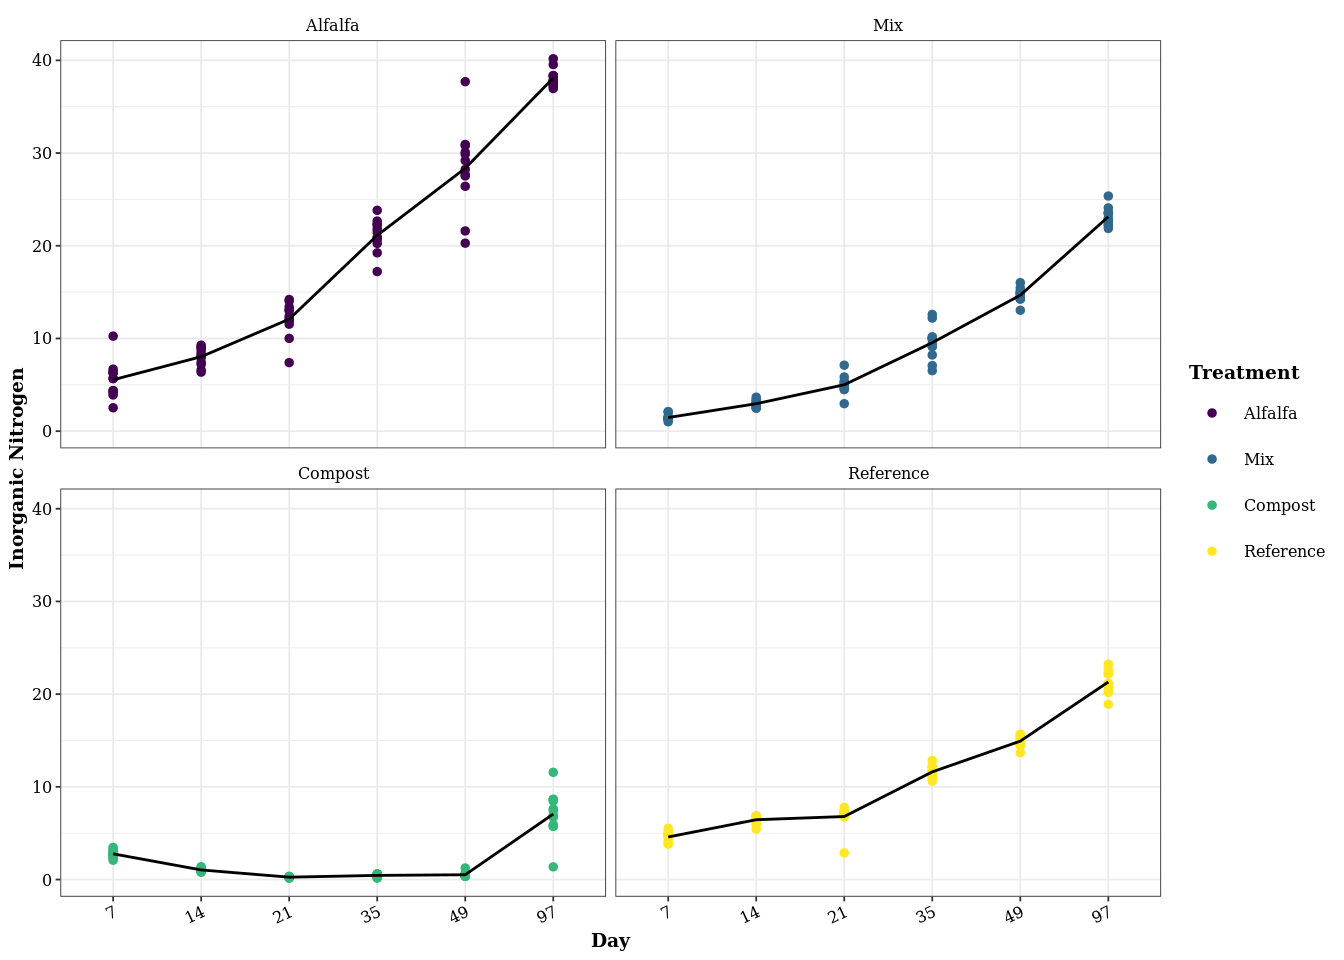 Alfalfa
Mix
40
30
20
10
0
Compost
Reference
40
30
20
10
0
7
14
21
35
49
97
7
14
21
35
49
97
Day
Inorganic Nitrogen
Treatment
Alfalfa
Mix
Compost
Reference